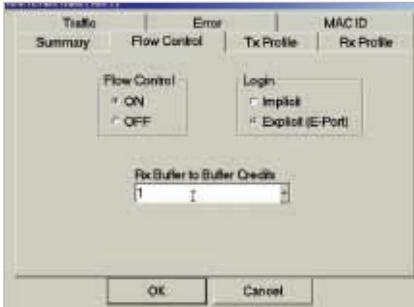 Traffic Error MAC ID
Summary Flow Control Tx Profile Rx Profile
Flow Control Login
ON Implicit
OFF Explicit (E-Port)
Rx Buffer to Buffer Credits
1
OK Cancel